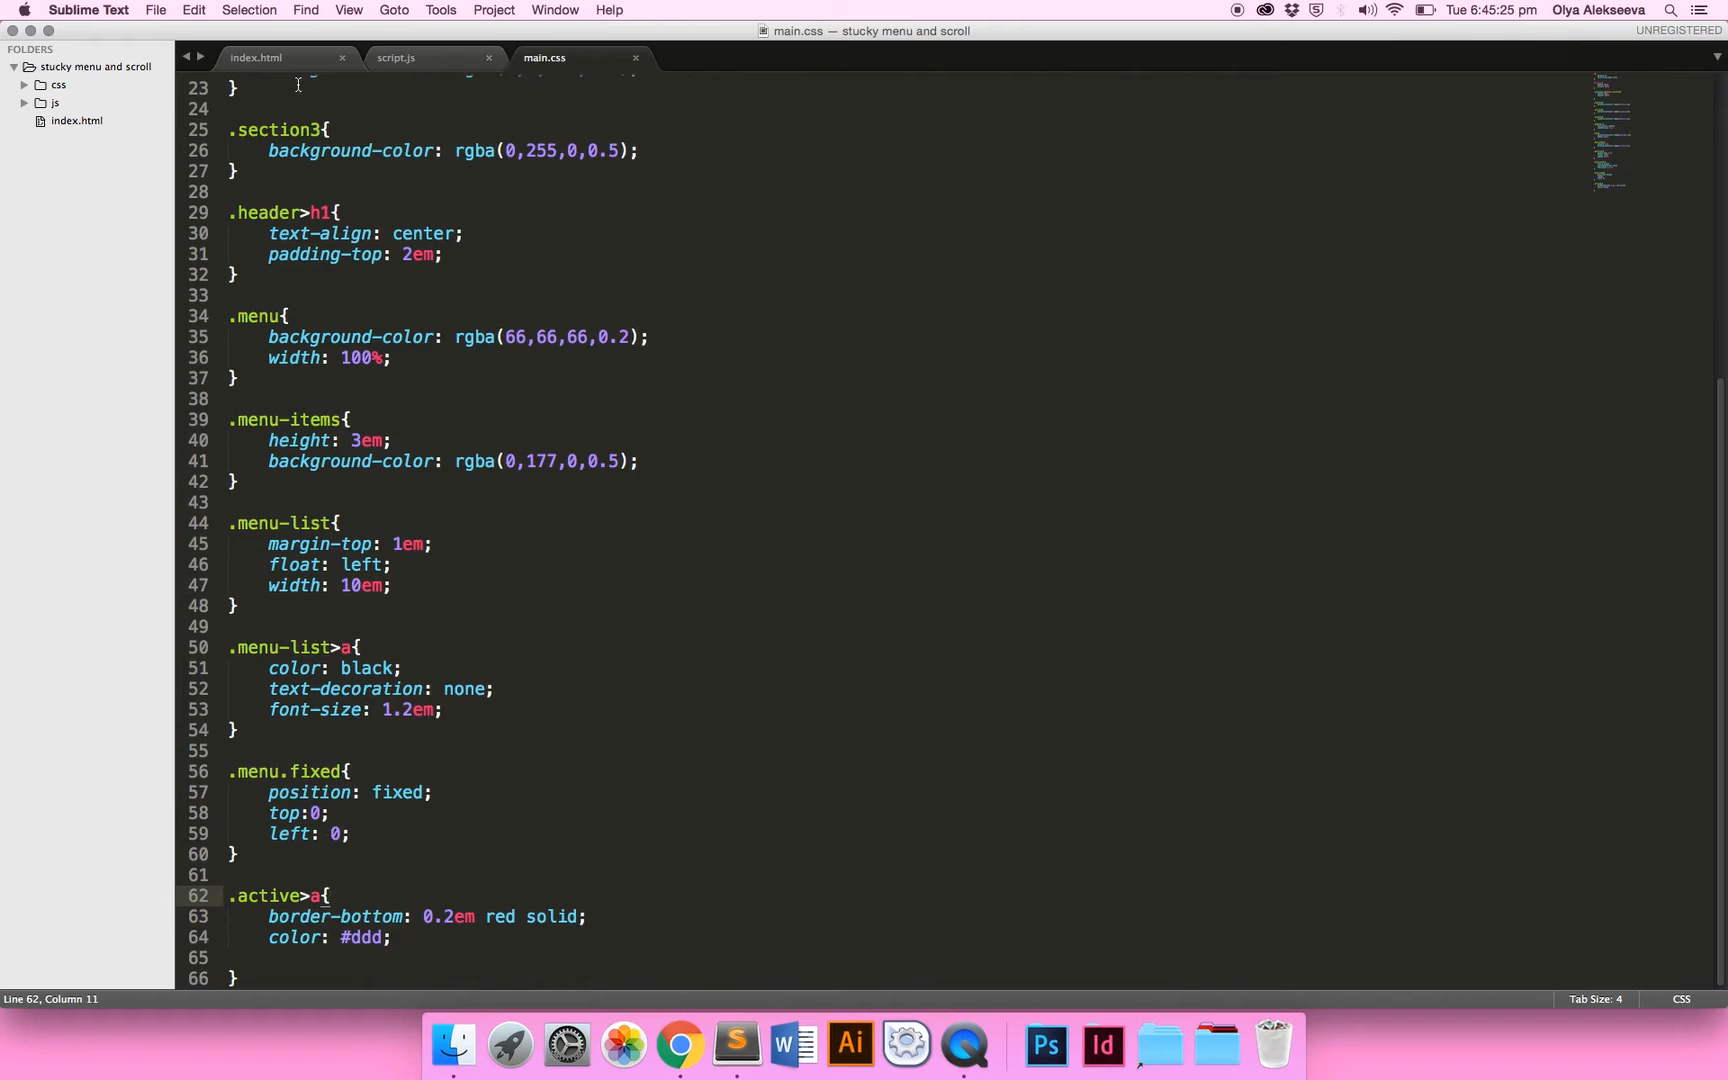 Sublime Text File Edit Selection Find View Goto Tools Project Window Help Tue 6:45:25 pm Olya Alekseeva
main.css — stucky menu and scroll UNREGISTERED
FOLDERS
stucky menu and scroll
css
js
index.html
index.html script.js main.css
23 }
24
25 .section3{
26 background-color: rgba(0,255,0,0.5);
27 }
28
29 .header>h1{
30 text-align: center;
31 padding-top: 2em;
32 }
33
34 .menu{
35 background-color: rgba(66,66,66,0.2);
36 width: 100%;
37 }
38
39 .menu-items{
40 height: 3em;
41 background-color: rgba(0,177,0,0.5);
42 }
43
44 .menu-list{
45 margin-top: 1em;
46 float: left;
47 width: 10em;
48 }
49
50 .menu-list>a{
51 color: black;
52 text-decoration: none;
53 font-size: 1.2em;
54 }
55
56 .menu.fixed{
57 position: fixed;
58 top:0;
59 left: 0;
60 }
61
62 .active>a{
63 border-bottom: 0.2em red solid;
64 color: #ddd;
65
66 }
Line 62, Column 11 Tab Size: 4 CSS
S W Ai Ps Id